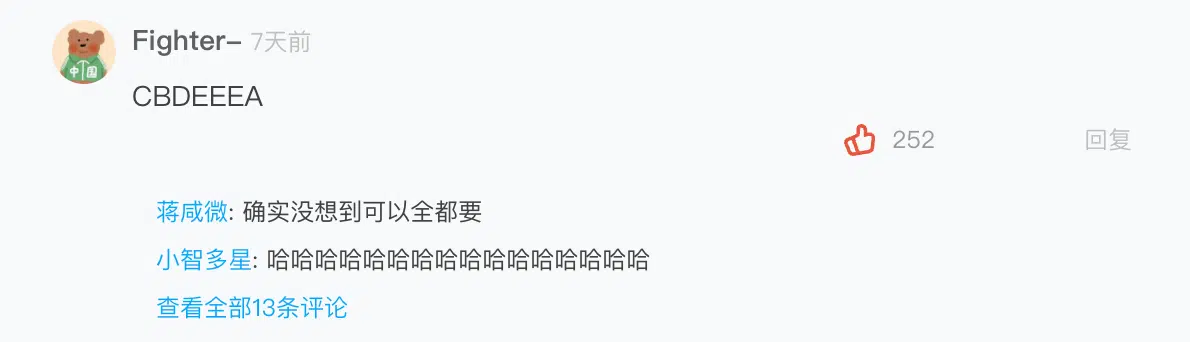 Fighter- 7天前
中 国
CBDEEEA
252 回复
蒋咸微: 确实没想到可以全都要
小智多星: 哈哈哈哈哈哈哈哈哈哈哈哈哈哈哈哈
查看全部13条评论